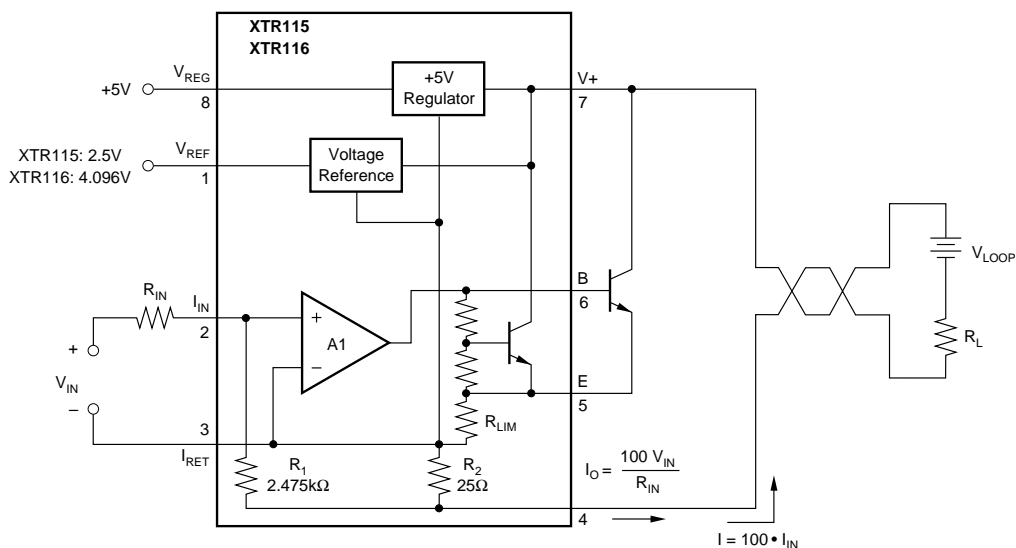 XTR115
XTR116
+5V
V_REG
8
+5V
Regulator
V+
7
XTR115: 2.5V
XTR116: 4.096V
V_REF
1
Voltage
Reference
R_IN
I_IN
2
+
A1
–
B
6
V_LOOP
R_L
+
V_IN
–
R_LIM
E
5
3
I_RET
R_1
2.475kΩ
R_2
25Ω
I_O = 100 V_IN / R_IN
4
I = 100 • I_IN